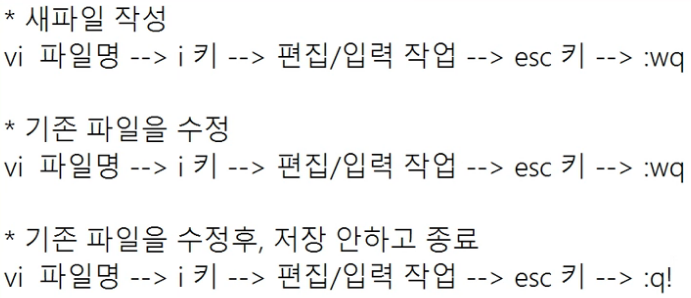 * 새파일 작성
vi  파일명 --> i 키 --> 편집/입력 작업 --> esc 키 --> :wq
* 기존 파일을 수정
vi  파일명 --> i 키 --> 편집/입력 작업 --> esc 키 --> :wq
* 기존 파일을 수정후, 저장 안하고 종료
vi  파일명 --> i 키 --> 편집/입력 작업 --> esc 키 --> :q!